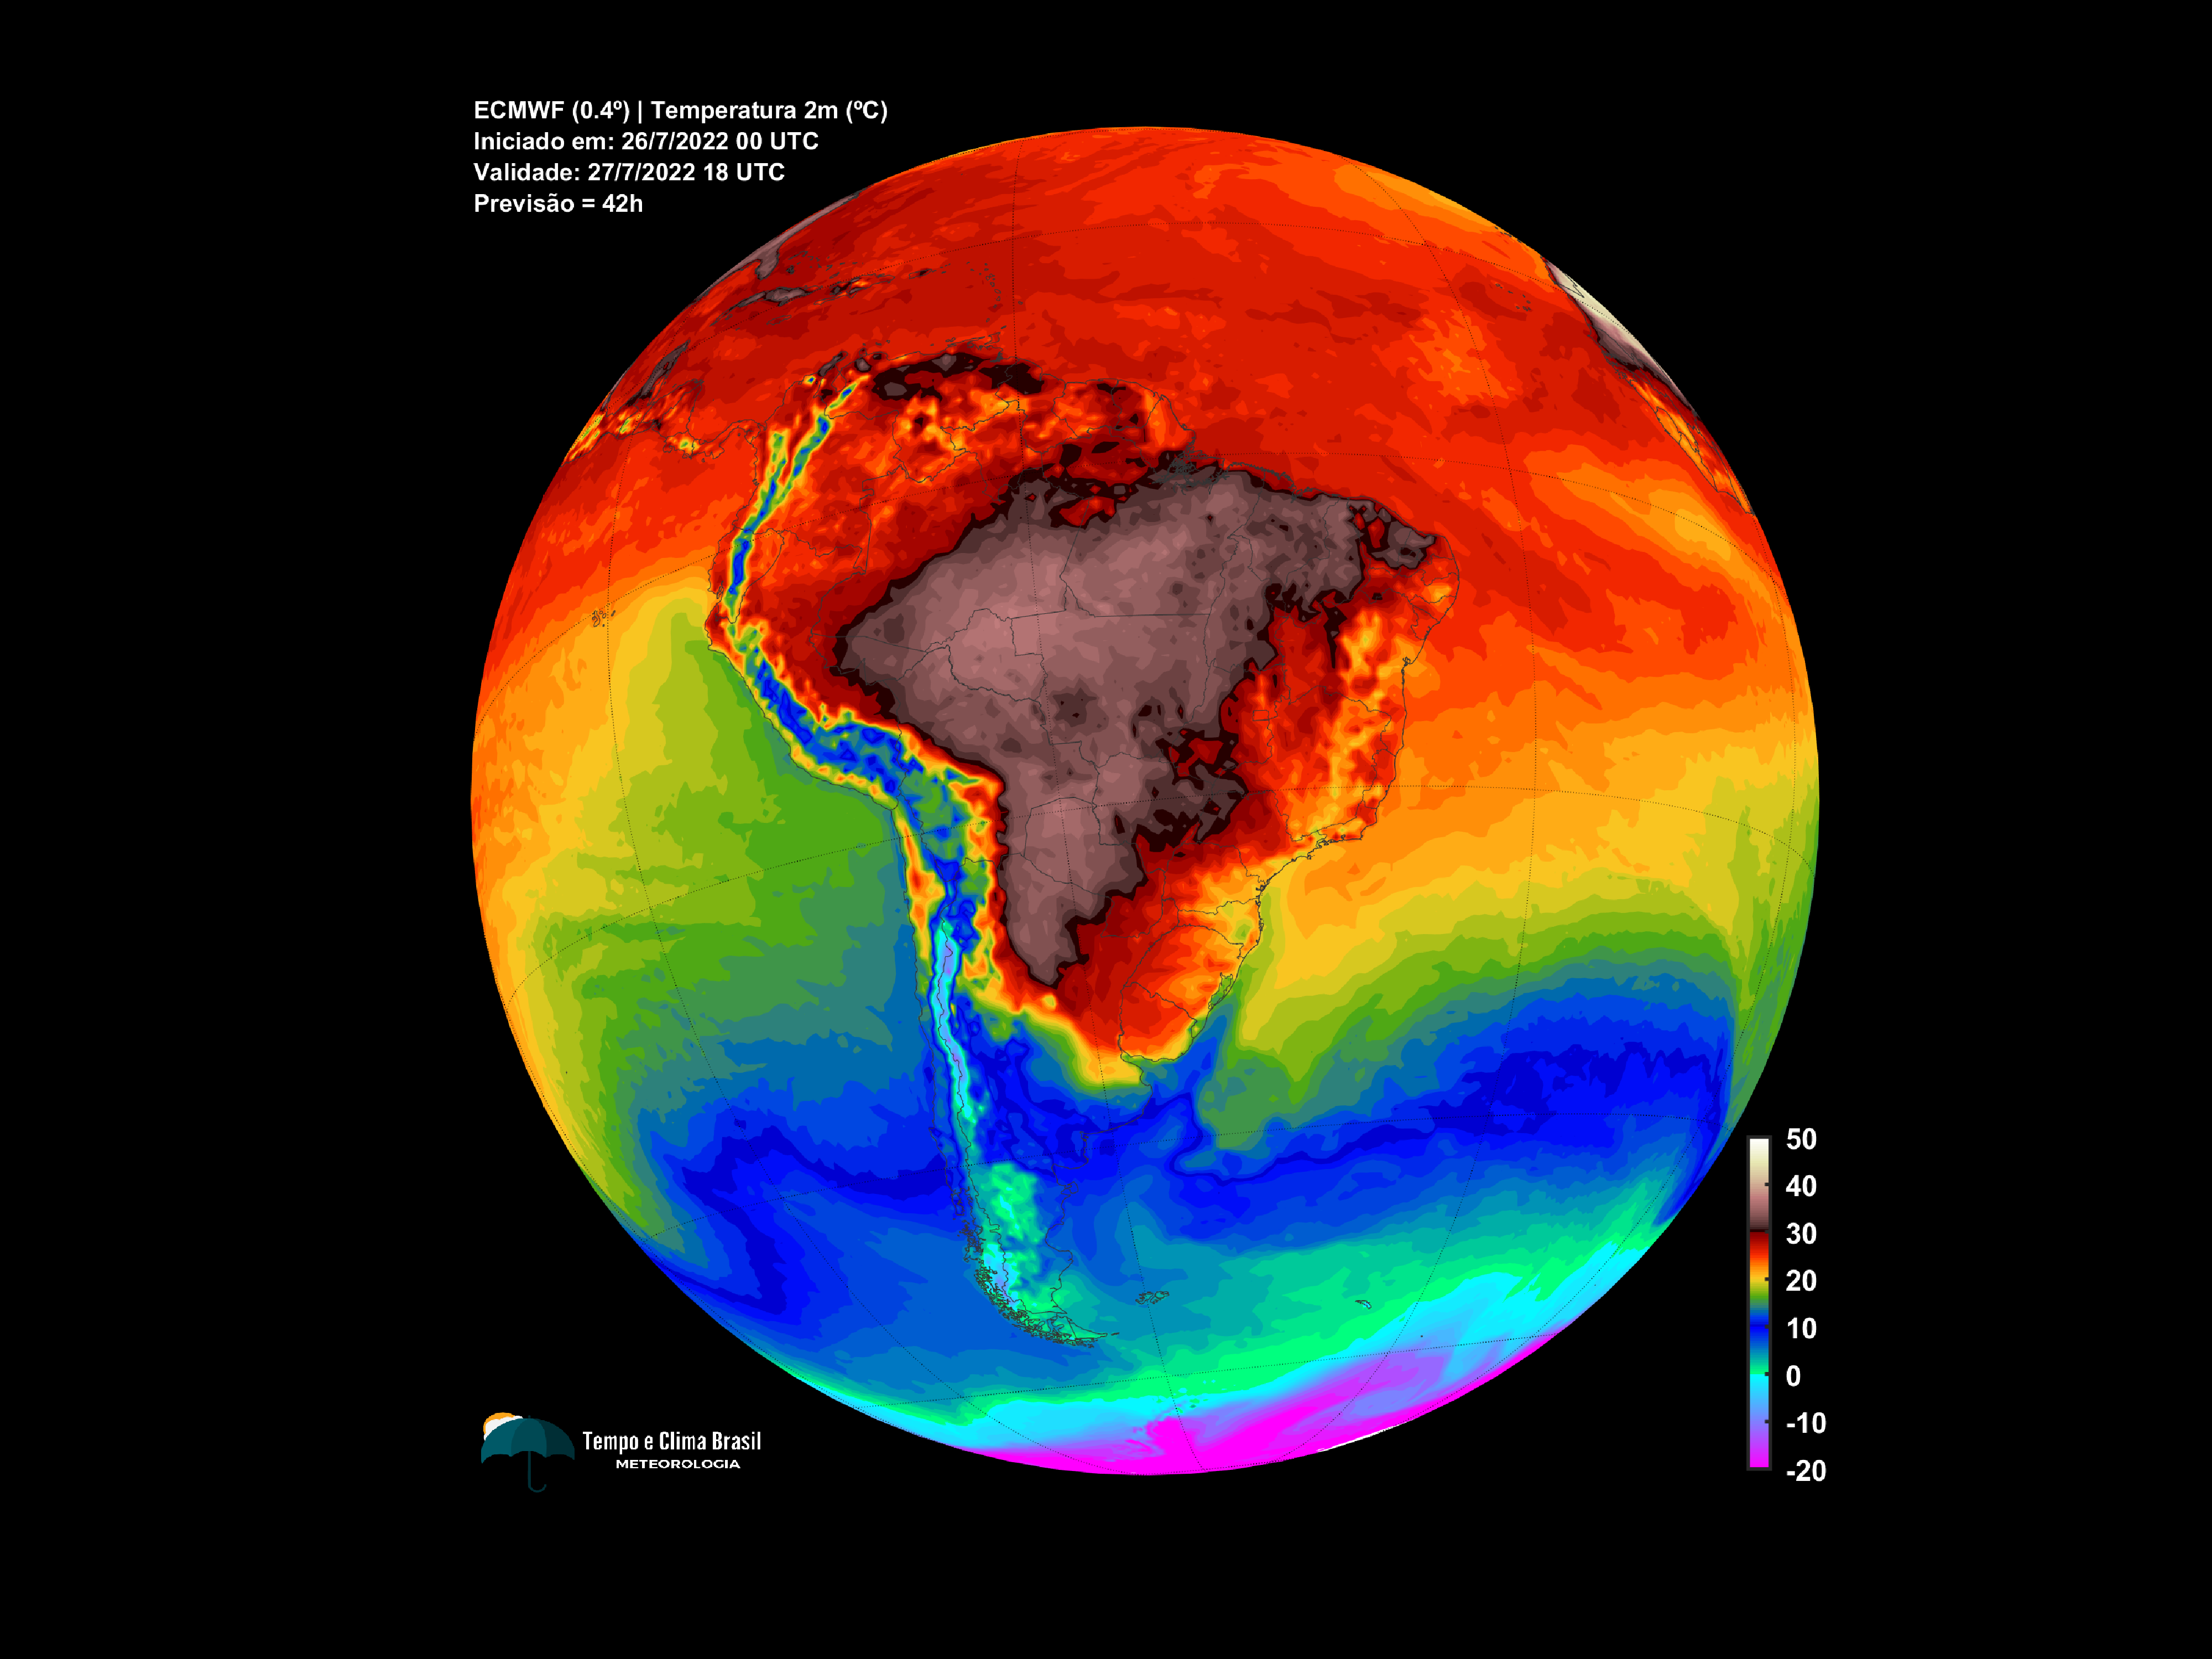 ECMWF (0.4º) | Temperatura 2m (ºC)
Iniciado em: 26/7/2022 00 UTC
Validade: 27/7/2022 18 UTC
Previsão = 42h
50
40
30
20
10
0
-10
-20
Tempo e Clima Brasil
METEOROLOGIA